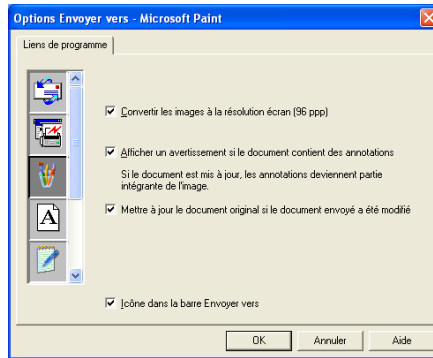 Options Envoyer vers - Microsoft Paint
Liens de programme
Convertir les images à la résolution écran (96 ppp)
Afficher un avertissement si le document contient des annotations
Si le document est mis à jour, les annotations deviennent partie
intégrante de l'image.
Mettre à jour le document original si le document envoyé a été modifié
A
Icône dans la barre Envoyer vers
OK Annuler Aide